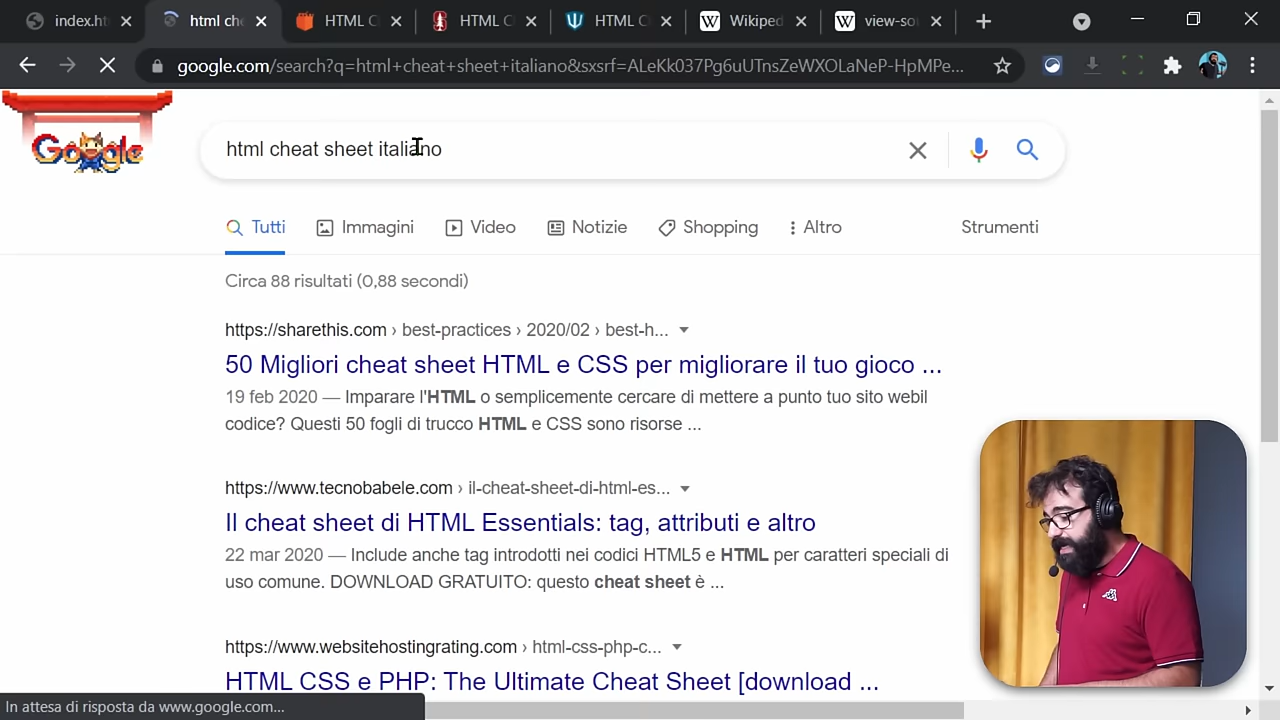 index.ht
html che
HTML C
HTML C
HTML C
Wikiped
view-so
google.com/search?q=html+cheat+sheet+italiano&sxsrf=ALeKk037Pg6uUTnsZeWXOLaNeP-HpMPe...
Google
html cheat sheet italiano
Tutti
Immagini
Video
Notizie
Shopping
Altro
Strumenti
Circa 88 risultati (0,88 secondi)
https://sharethis.com › best-practices › 2020/02 › best-h...
50 Migliori cheat sheet HTML e CSS per migliorare il tuo gioco ...
19 feb 2020 — Imparare l'HTML o semplicemente cercare di mettere a punto tuo sito webil
codice? Questi 50 fogli di trucco HTML e CSS sono risorse ...
https://www.tecnobabele.com › il-cheat-sheet-di-html-es...
Il cheat sheet di HTML Essentials: tag, attributi e altro
22 mar 2020 — Include anche tag introdotti nei codici HTML5 e HTML per caratteri speciali di
uso comune. DOWNLOAD GRATUITO: questo cheat sheet è ...
https://www.websitehostingrating.com › html-css-php-c...
HTML CSS e PHP: The Ultimate Cheat Sheet [download ...
In attesa di risposta da www.google.com...